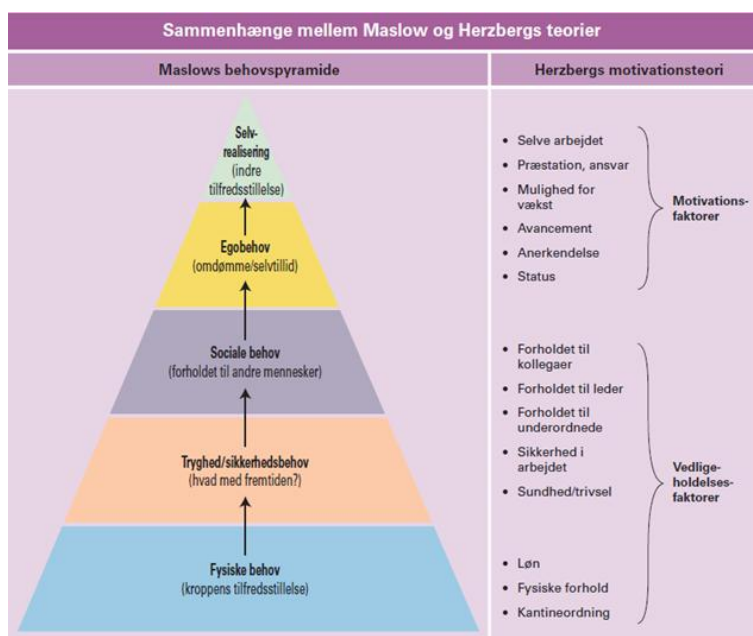 Sammenhænge mellem Maslow og Herzbergs teorier
Maslows behovspyramide
Herzbergs motivationsteori
Selv-
realisering
(indre
tilfredsstillelse)
Egobehov
(omdømme/selvtillid)
Sociale behov
(forholdet til andre mennesker)
Tryghed/sikkerhedsbehov
(hvad med fremtiden?)
Fysiske behov
(kroppens tilfredsstillelse)
• Selve arbejdet
• Præstation, ansvar
• Mulighed for
vækst
• Avancement
• Anerkendelse
• Status
Motivations-
faktorer
• Forholdet til
kollegaer
• Forholdet til leder
• Forholdet til
underordnede
• Sikkerhed i
arbejdet
• Sundhed/trivsel
• Løn
• Fysiske forhold
• Kantineordning
Vedlige-
holdelses-
faktorer